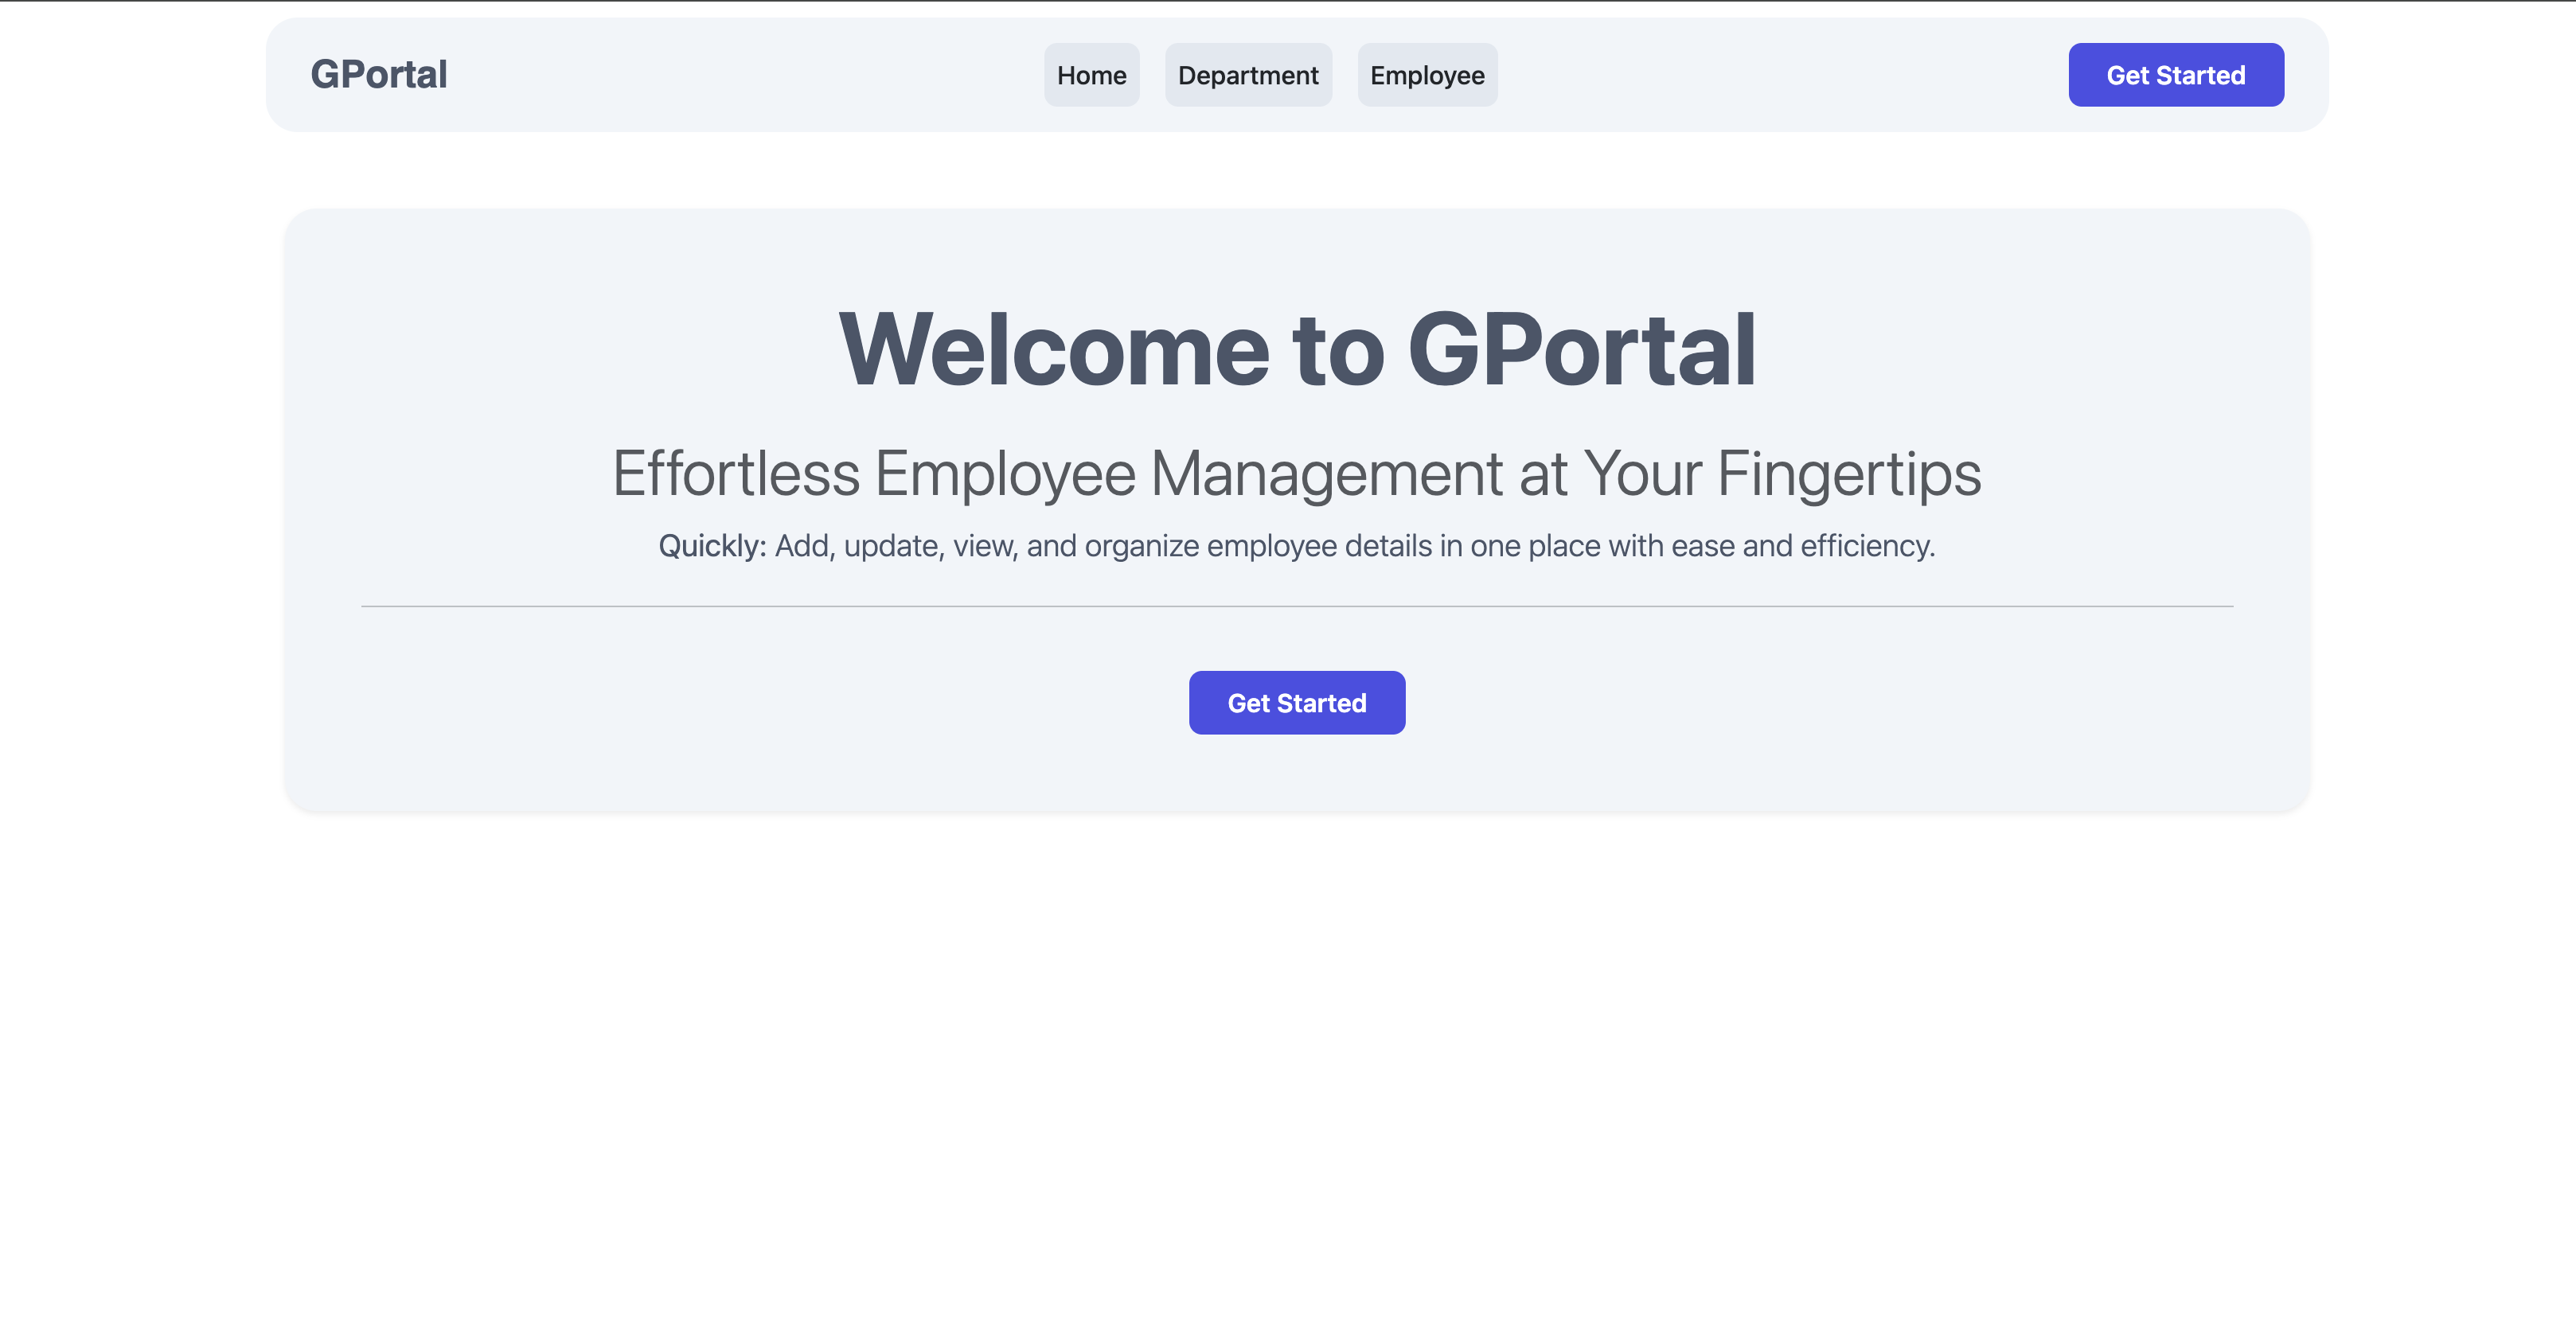 GPortal
Home
Department
Employee
Get Started
Welcome to GPortal
Effortless Employee Management at Your Fingertips
Quickly: Add, update, view, and organize employee details in one place with ease and efficiency.
Get Started